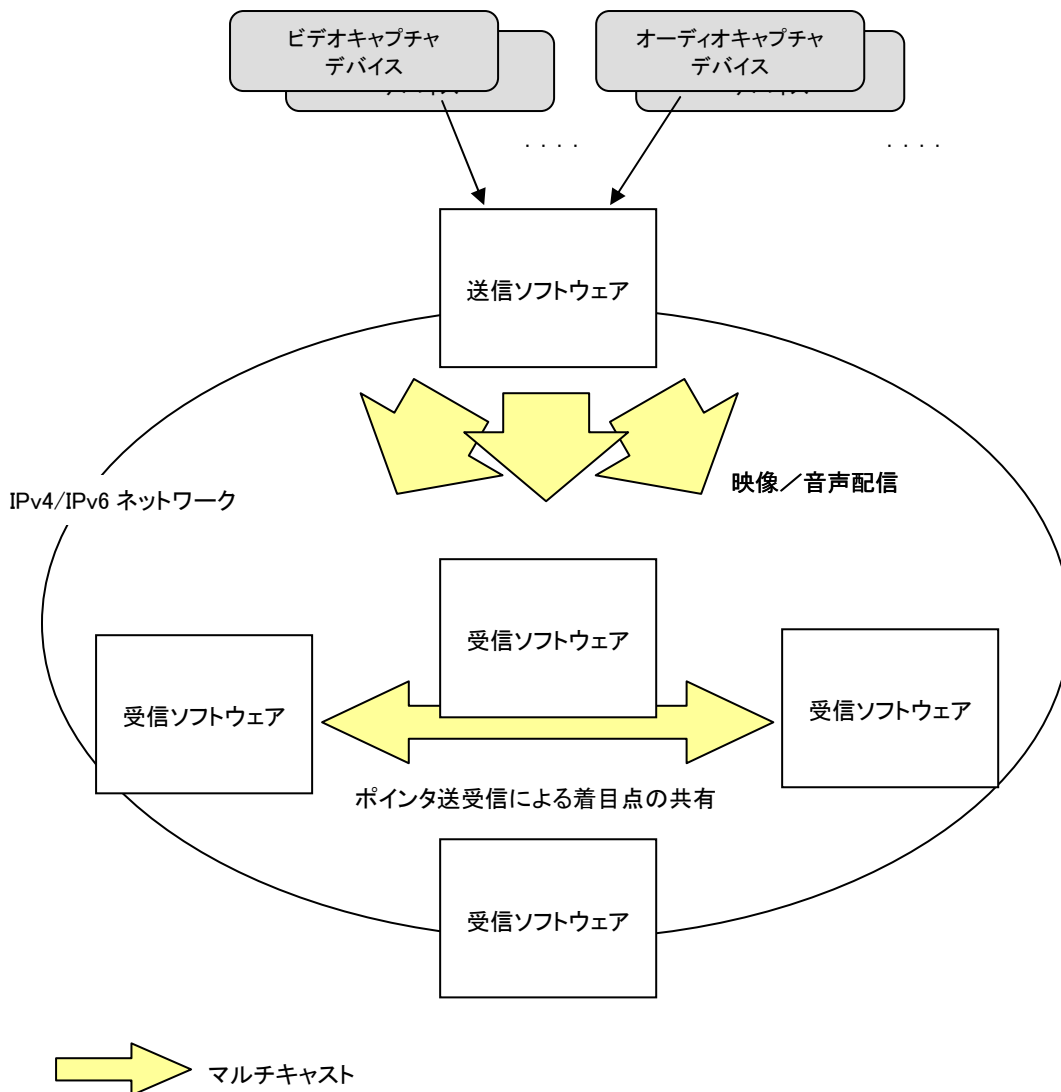 ビデオキャプチャ
デバイス
オーディオキャプチャ
デバイス
. . . .
. . . .
送信ソフトウェア
IPv4/IPv6 ネットワーク
映像／音声配信
受信ソフトウェア
受信ソフトウェア
受信ソフトウェア
ポインタ送受信による着目点の共有
受信ソフトウェア
マルチキャスト